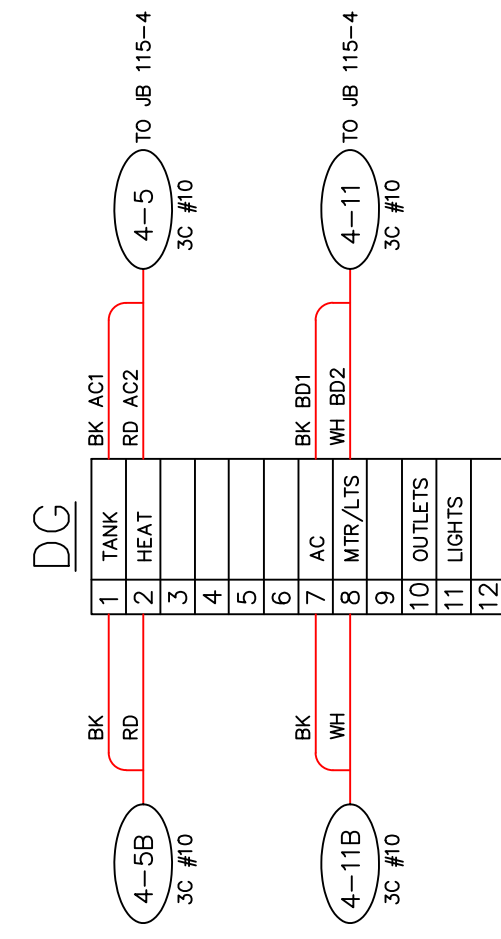 DG
BK AC1
RD AC2
4-5
3C #10
TO JB 115-4
BK
RD
4-5B
3C #10
1 TANK
2 HEAT
3
4
5
6
7 AC
8 MTR/LTS
9
10 OUTLETS
11 LIGHTS
12
BK BD1
WH BD2
4-11
3C #10
TO JB 115-4
BK
WH
4-11B
3C #10